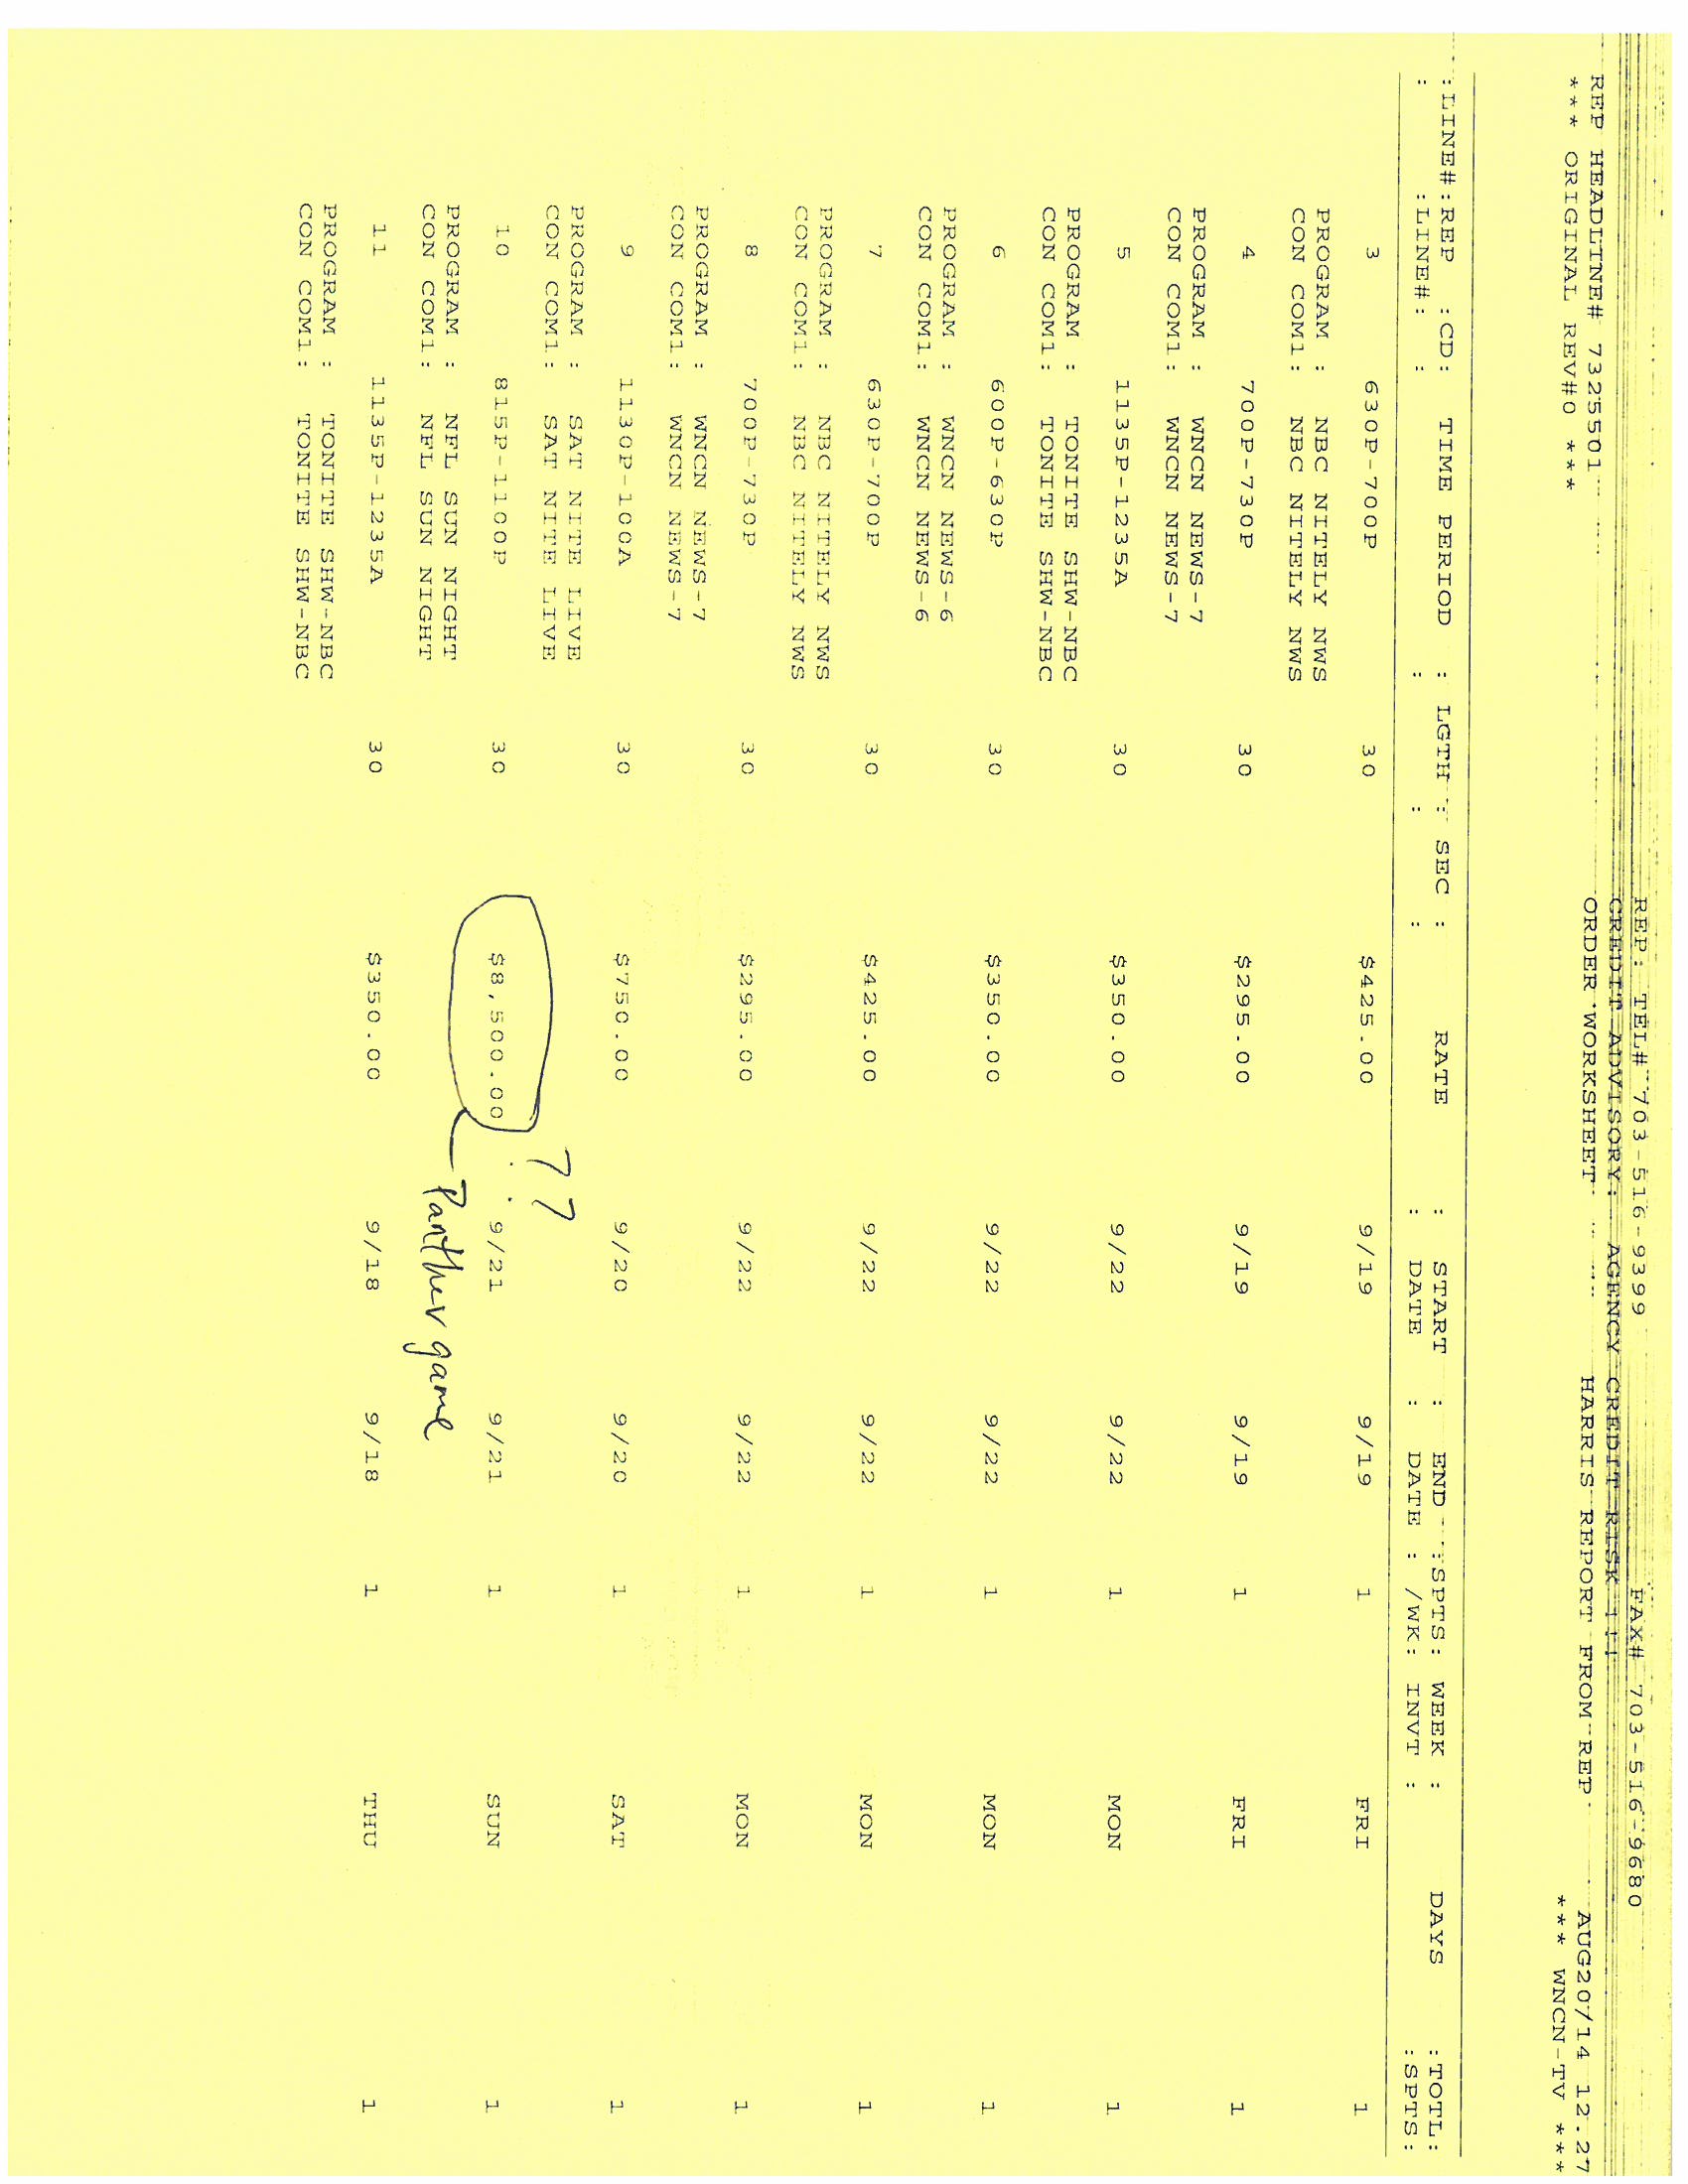 REP: TEL# 703-516-9399 FAX# 703-516-9680
CREDIT ADVISORY: AGENCY CREDIT RISK !!!
REP HEADLINE# 7325501 ORDER WORKSHEET HARRIS REPORT FROM REP AUG20/14 12.27
*** ORIGINAL REV#0 *** *** WNCN-TV ***
:LINE#:REP :CD: TIME PERIOD : LGTH : SEC : RATE : START : END :SPTS: WEEK : DAYS :TOTL:
: :LINE#: : : : : DATE : DATE : /WK: INVT : :SPTS:
3 630P-700P 30 $425.00 9/19 9/19 1 FRI 1
PROGRAM : NBC NITELY NWS
CON COM1: NBC NITELY NWS
4 700P-730P 30 $295.00 9/19 9/19 1 FRI 1
PROGRAM : WNCN NEWS-7
CON COM1: WNCN NEWS-7
5 1135P-1235A 30 $350.00 9/22 9/22 1 MON 1
PROGRAM : TONITE SHW-NBC
CON COM1: TONITE SHW-NBC
6 600P-630P 30 $350.00 9/22 9/22 1 MON 1
PROGRAM : WNCN NEWS-6
CON COM1: WNCN NEWS-6
7 630P-700P 30 $425.00 9/22 9/22 1 MON 1
PROGRAM : NBC NITELY NWS
CON COM1: NBC NITELY NWS
8 700P-730P 30 $295.00 9/22 9/22 1 MON 1
PROGRAM : WNCN NEWS-7
CON COM1: WNCN NEWS-7
9 1130P-100A 30 $750.00 9/20 9/20 1 SAT 1
PROGRAM : SAT NITE LIVE
CON COM1: SAT NITE LIVE
??
10 815P-1100P 30 $8,500.00 9/21 9/21 1 SUN 1
PROGRAM : NFL SUN NIGHT
CON COM1: NFL SUN NIGHT
Panther game
11 1135P-1235A 30 $350.00 9/18 9/18 1 THU 1
PROGRAM : TONITE SHW-NBC
CON COM1: TONITE SHW-NBC